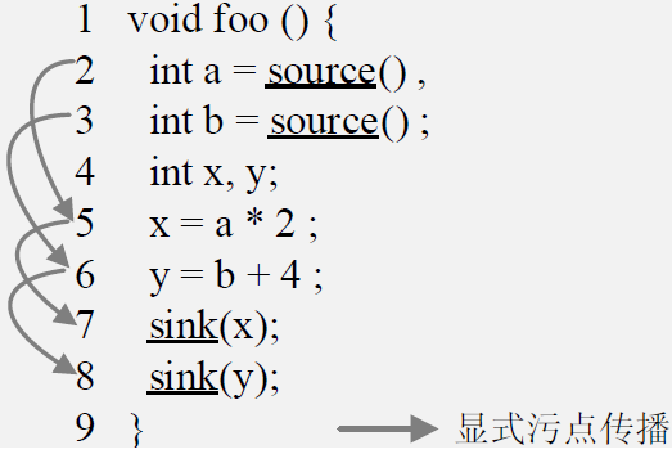 1 void foo () {
2 int a = source() ,
3 int b = source() ;
4 int x, y;
5 x = a * 2 ;
6 y = b + 4 ;
7 sink(x);
8 sink(y);
9 }
显式污点传播